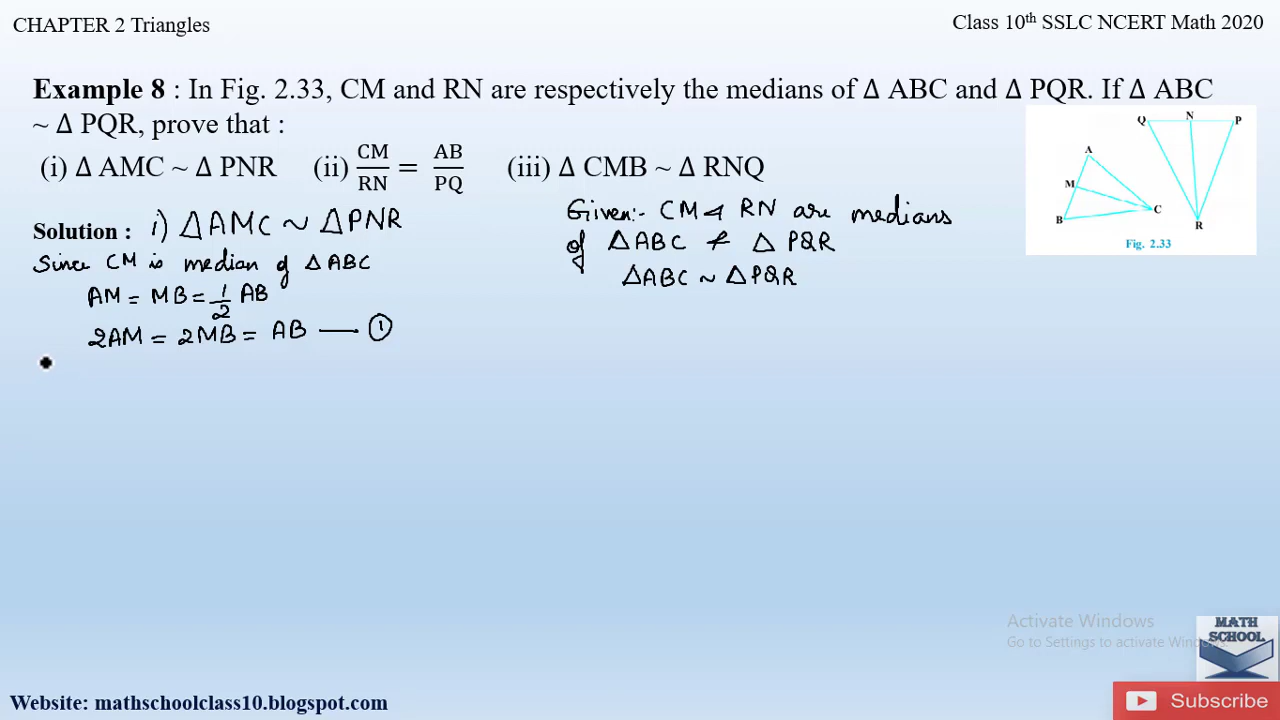 CHAPTER 2 Triangles
Class 10th SSLC NCERT Math 2020
Example 8 : In Fig. 2.33, CM and RN are respectively the medians of Δ ABC and Δ PQR. If Δ ABC
~ Δ PQR, prove that :
(i) Δ AMC ~ Δ PNR (ii) CM/RN = AB/PQ (iii) Δ CMB ~ Δ RNQ
Q N P
A
M
B C
R
Fig. 2.33
Solution : i) ΔAMC ~ ΔPNR
Since CM is median of ΔABC
AM = MB = 1/2 AB
2AM = 2MB = AB — ①
Given:- CM & RN are medians
of ΔABC & Δ PQR
ΔABC ~ ΔPQR
Activate Windows
Go to Settings to activate Windows.
MATH
SCHOOL
Website: mathschoolclass10.blogspot.com
Subscribe